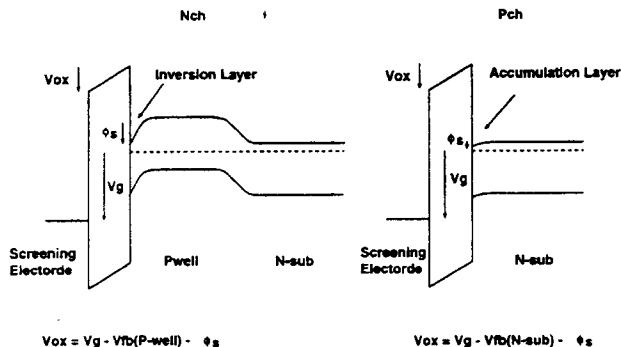 Nch
Pch
Vox
Inversion Layer
Vox
Accumulation Layer
ϕs
ϕs
Vg
Vg
Screening
Electorde
Pwell
N-sub
Screening
Electorde
N-sub
Vox = Vg - Vfb(P-well) - ϕs
Vox = Vg - Vfb(N-sub) - ϕs